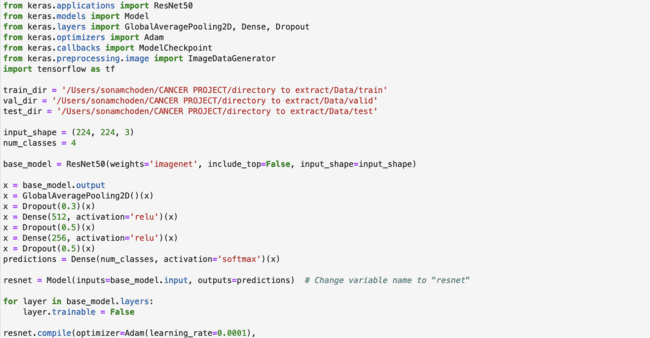 from keras.applications import ResNet50
from keras.models import Model
from keras.layers import GlobalAveragePooling2D, Dense, Dropout
from keras.optimizers import Adam
from keras.callbacks import ModelCheckpoint
from keras.preprocessing.image import ImageDataGenerator
import tensorflow as tf
train_dir = '/Users/sonamchoden/CANCER PROJECT/directory to extract/Data/train'
val_dir = '/Users/sonamchoden/CANCER PROJECT/directory to extract/Data/valid'
test_dir = '/Users/sonamchoden/CANCER PROJECT/directory to extract/Data/test'
input_shape = (224, 224, 3)
num_classes = 4
base_model = ResNet50(weights='imagenet', include_top=False, input_shape=input_shape)
x = base_model.output
x = GlobalAveragePooling2D()(x)
x = Dropout(0.3)(x)
x = Dense(512, activation='relu')(x)
x = Dropout(0.5)(x)
x = Dense(256, activation='relu')(x)
x = Dropout(0.5)(x)
predictions = Dense(num_classes, activation='softmax')(x)
resnet = Model(inputs=base_model.input, outputs=predictions)  # Change variable name to "resnet"
for layer in base_model.layers:
    layer.trainable = False
resnet.compile(optimizer=Adam(learning_rate=0.0001),